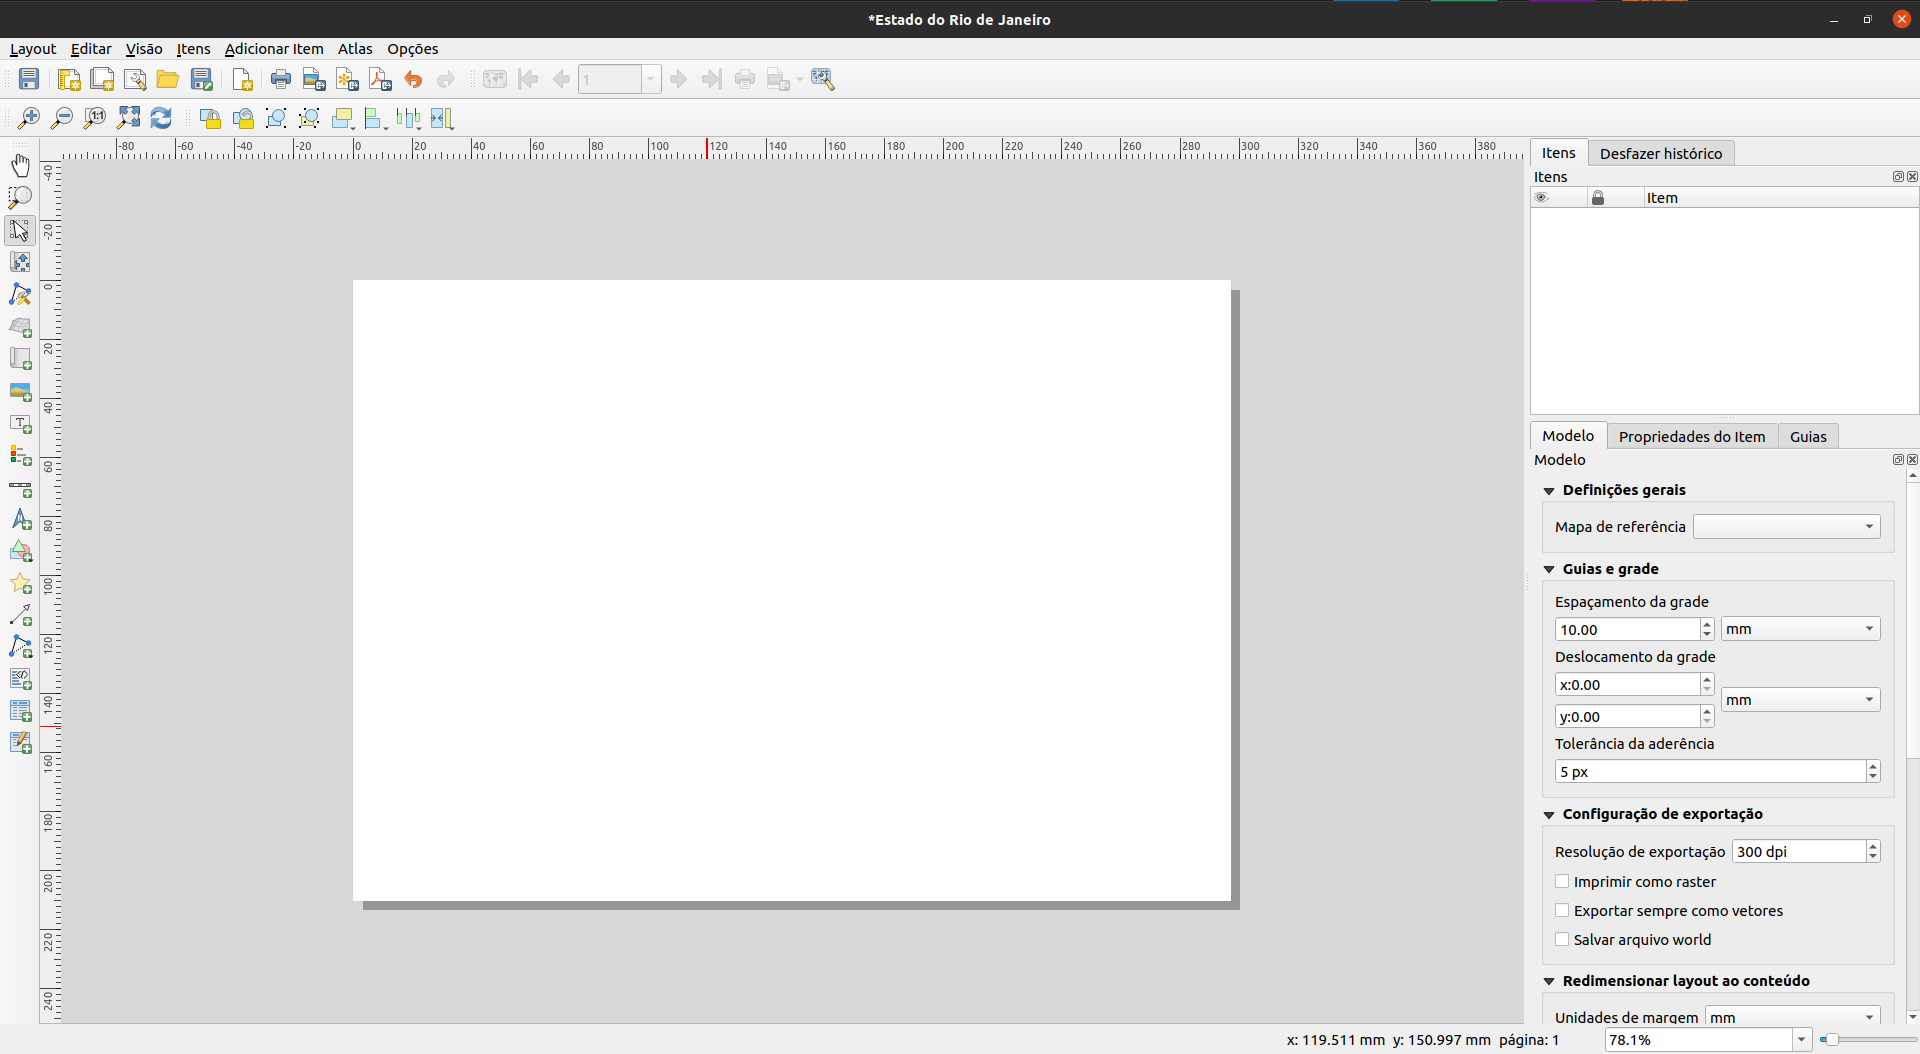 *Estado do Rio de Janeiro
Layout Editar Visão Itens Adicionar Item Atlas Opções
1
1:1
-80 -60 -40 -20 0 20 40 60 80 100 120 140 160 180 200 220 240 260 280 300 320 340 360 380
-40
-20
0
20
40
60
80
100
120
140
160
180
200
220
240
Itens Desfazer histórico
Itens
Item
Modelo Propriedades do Item Guias
Modelo
Definições gerais
Mapa de referência
Guias e grade
Espaçamento da grade
10.00 mm
Deslocamento da grade
x:0.00
mm
y:0.00
Tolerância da aderência
5 px
Configuração de exportação
Resolução de exportação 300 dpi
Imprimir como raster
Exportar sempre como vetores
Salvar arquivo world
Redimensionar layout ao conteúdo
Unidades de margem mm
x: 119.511 mm y: 150.997 mm página: 1 78.1%